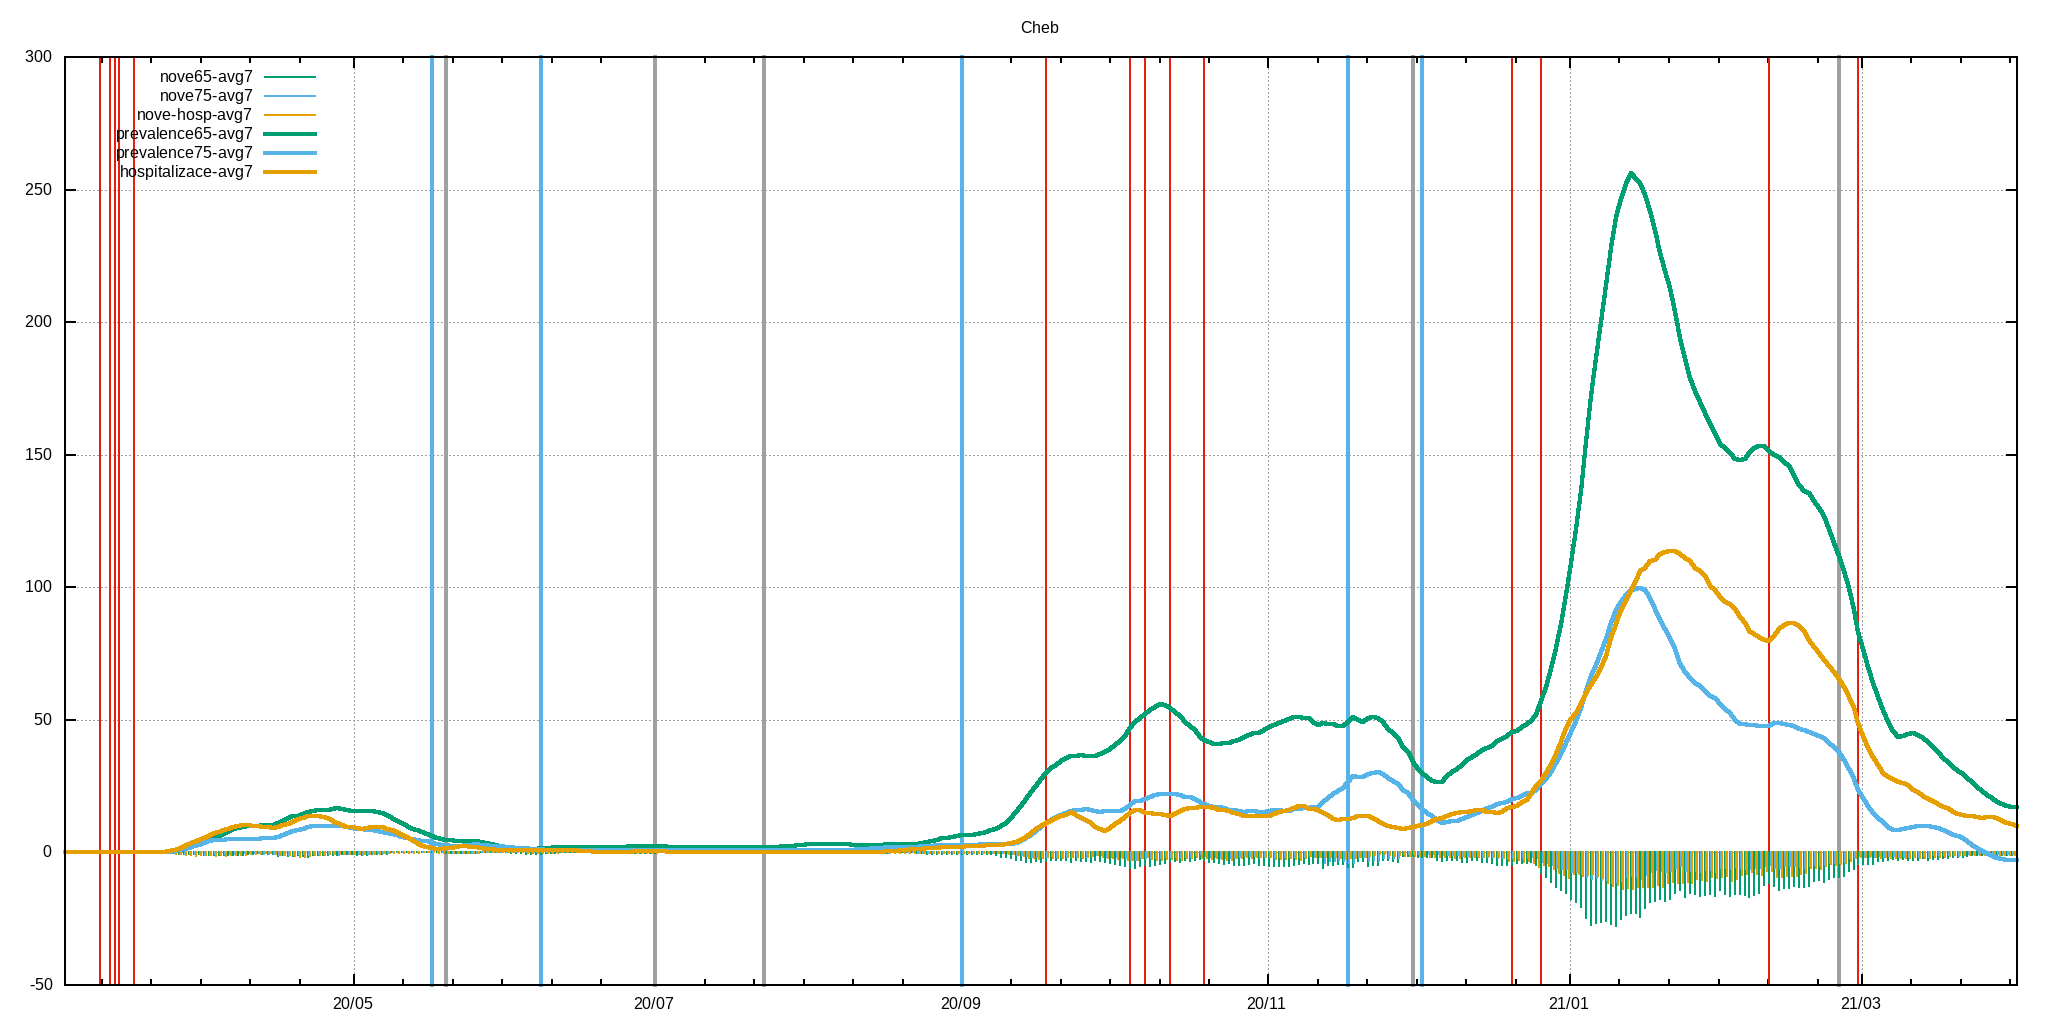 Cheb
300
nove65-avg7
nove75-avg7
nove-hosp-avg7
prevalence65-avg7
prevalence75-avg7
hospitalizace-avg7
250
200
150
100
50
0
-50
20/05 20/07 20/09 20/11 21/01 21/03